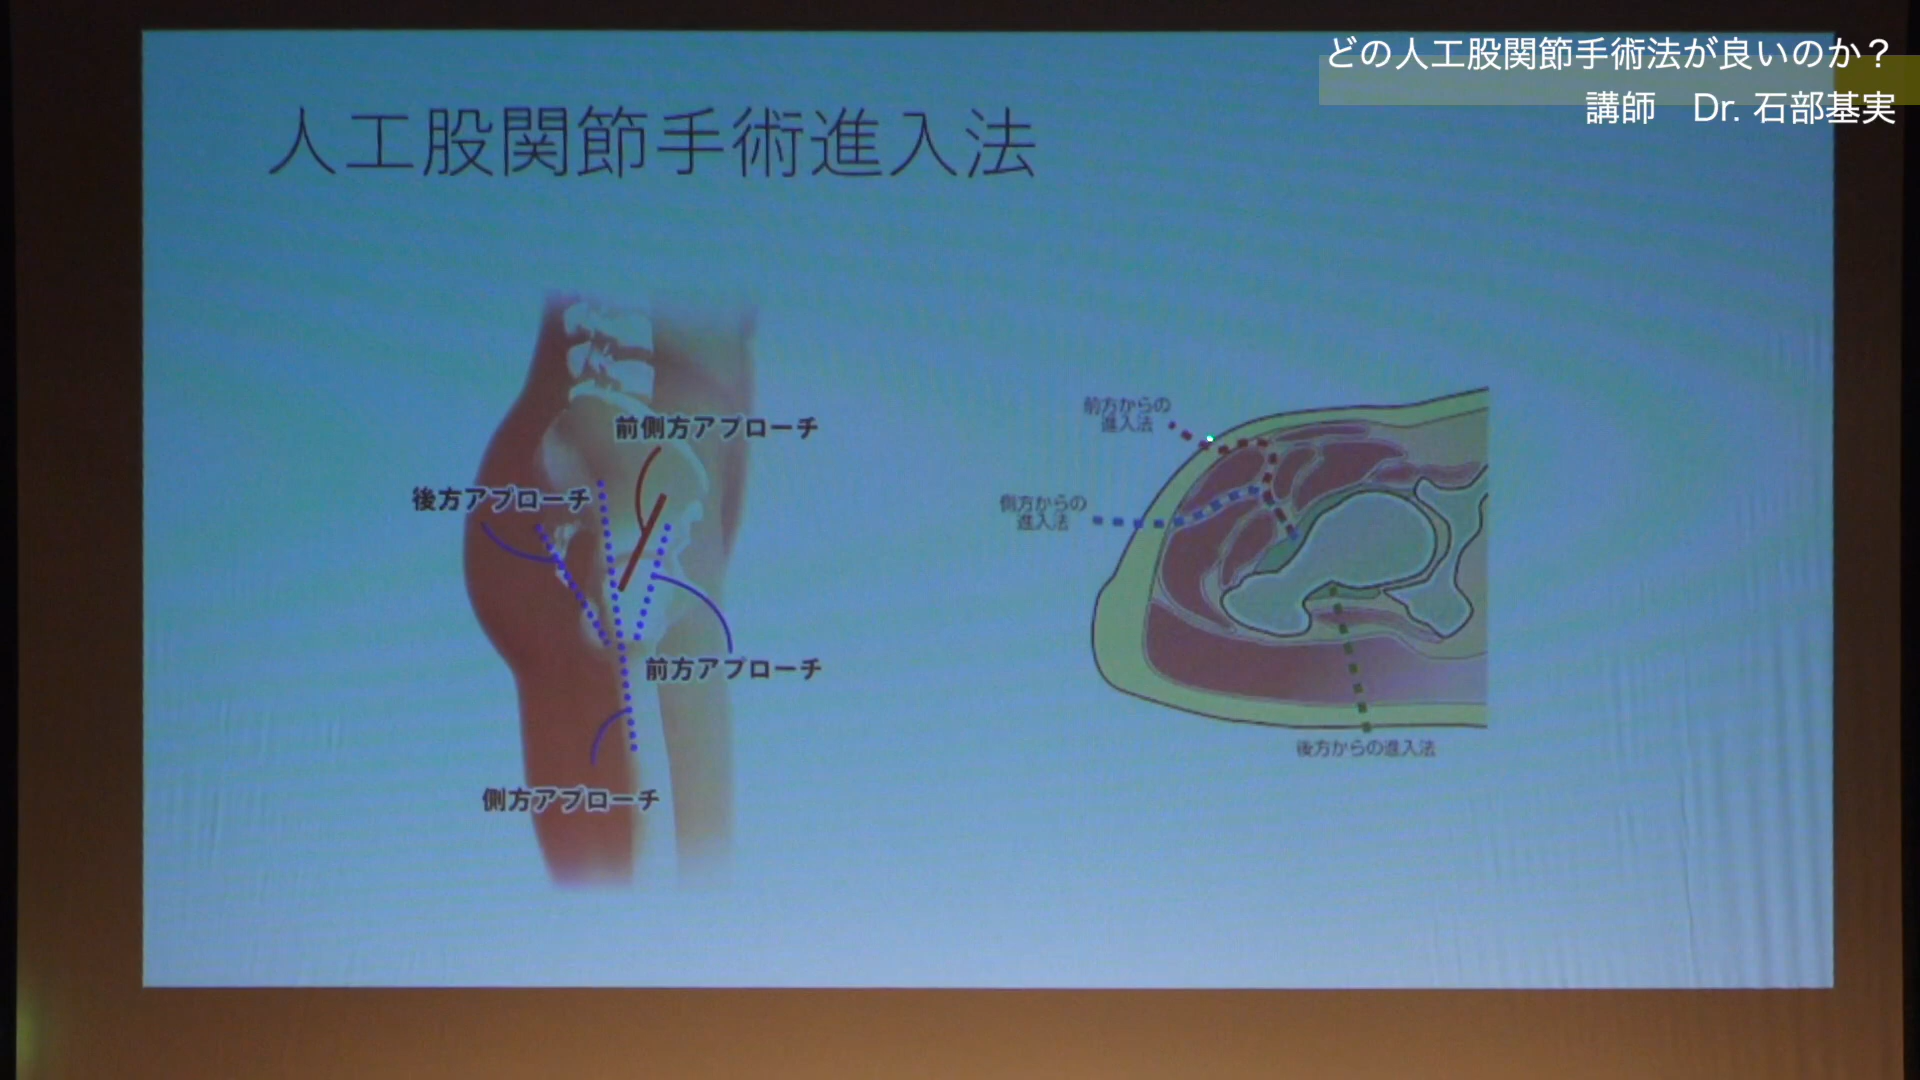 どの人工股関節手術法が良いのか?
講師 Dr. 石部基実
人工股関節手術進入法
前側方アプローチ
後方アプローチ
前方アプローチ
側方アプローチ
前方からの
進入法
側方からの
進入法
後方からの進入法